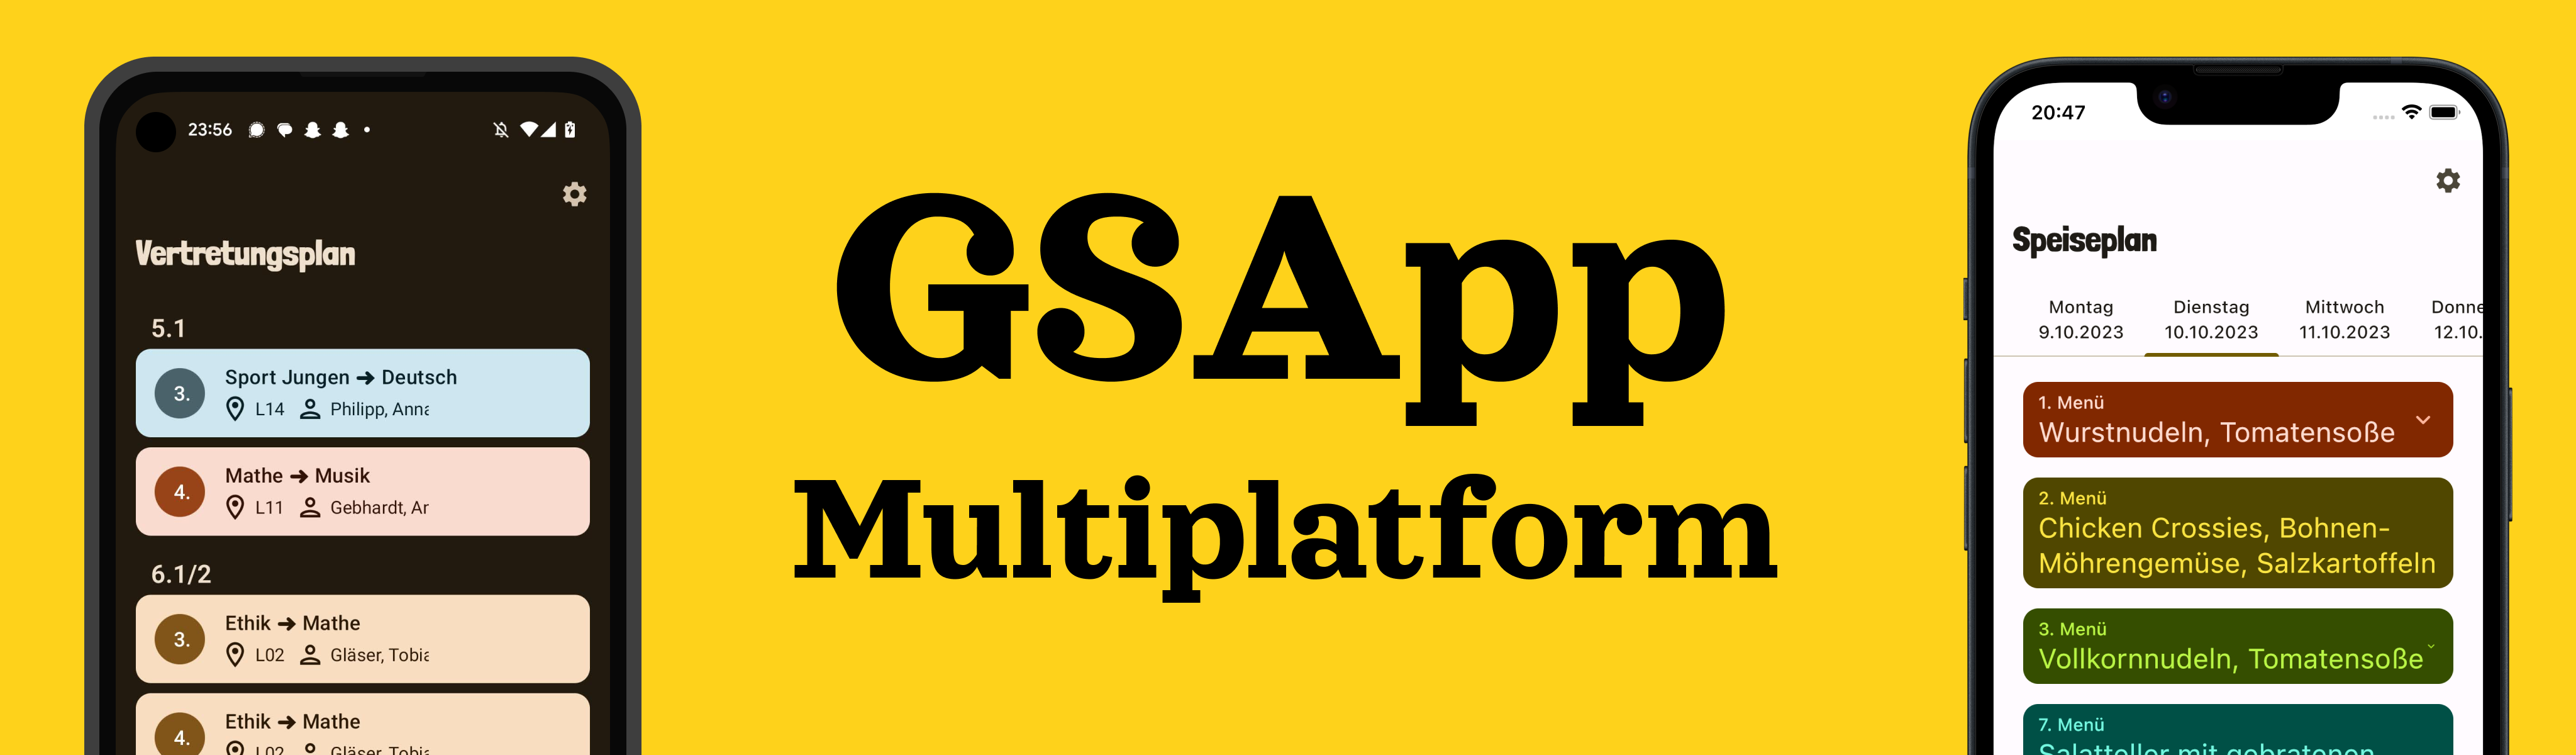 23:56
Vertretungsplan
5.1
3.
Sport Jungen → Deutsch
L14 Philipp, Anna
4.
Mathe → Musik
L11 Gebhardt, Ar
6.1/2
3.
Ethik → Mathe
L02 Gläser, Tobia
4.
Ethik → Mathe
L02 Gläser, Tobia
GSApp
Multiplatform
20:47
Speiseplan
Montag Dienstag Mittwoch Donne
9.10.2023 10.10.2023 11.10.2023 12.10.
1. Menü
Wurstnudeln, Tomatensoße
2. Menü
Chicken Crossies, Bohnen-
Möhrengemüse, Salzkartoffeln
3. Menü
Vollkornnudeln, Tomatensoße
7. Menü
Salatteller mit gebratenen